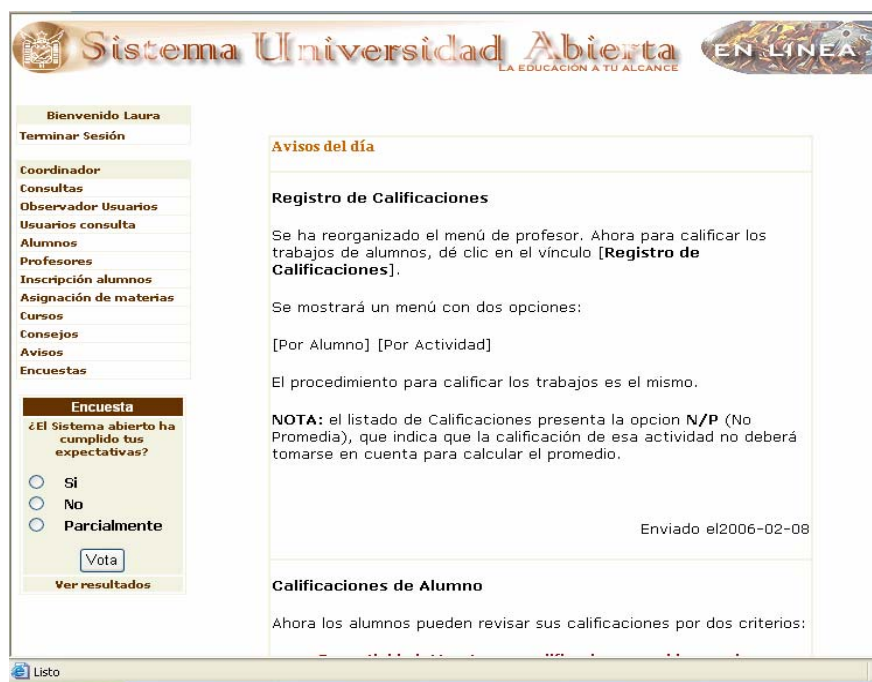 Sistema Universidad Abierta
LA EDUCACIÓN A TU ALCANCE
EN LINEA
Bienvenido Laura
Terminar Sesión
Coordinador
Consultas
Observador Usuarios
Usuarios consulta
Alumnos
Profesores
Inscripción alumnos
Asignación de materias
Cursos
Consejos
Avisos
Encuestas
Encuesta
¿El Sistema abierto ha
cumplido tus
expectativas?
Si
No
Parcialmente
Vota
Ver resultados
Avisos del día
Registro de Calificaciones
Se ha reorganizado el menú de profesor. Ahora para calificar los
trabajos de alumnos, dé clic en el vínculo [Registro de
Calificaciones].
Se mostrará un menú con dos opciones:
[Por Alumno] [Por Actividad]
El procedimiento para calificar los trabajos es el mismo.
NOTA: el listado de Calificaciones presenta la opcion N/P (No
Promedia), que indica que la calificación de esa actividad no deberá
tomarse en cuenta para calcular el promedio.
Enviado el2006-02-08
Calificaciones de Alumno
Ahora los alumnos pueden revisar sus calificaciones por dos criterios:
Listo